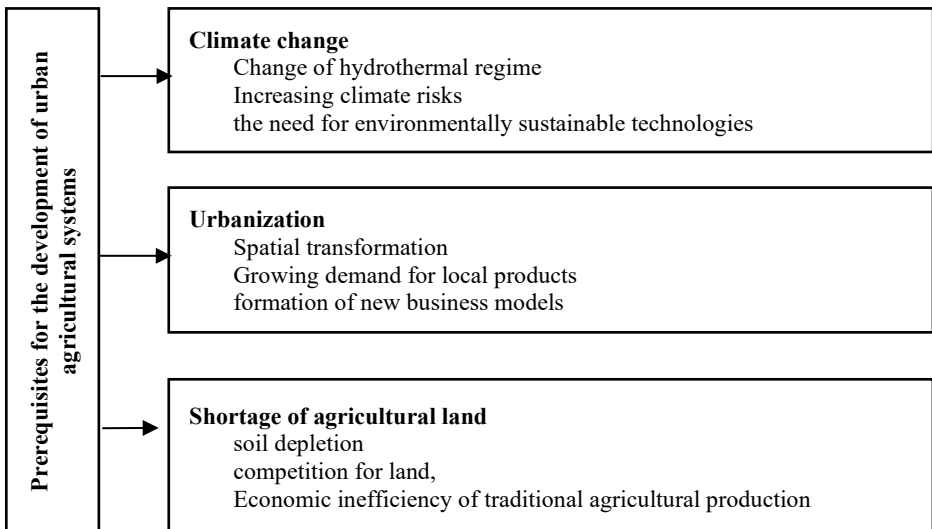 Prerequisites for the development of urban
agricultural systems
Climate change
Change of hydrothermal regime
Increasing climate risks
the need for environmentally sustainable technologies
Urbanization
Spatial transformation
Growing demand for local products
formation of new business models
Shortage of agricultural land
soil depletion
competition for land,
Economic inefficiency of traditional agricultural production